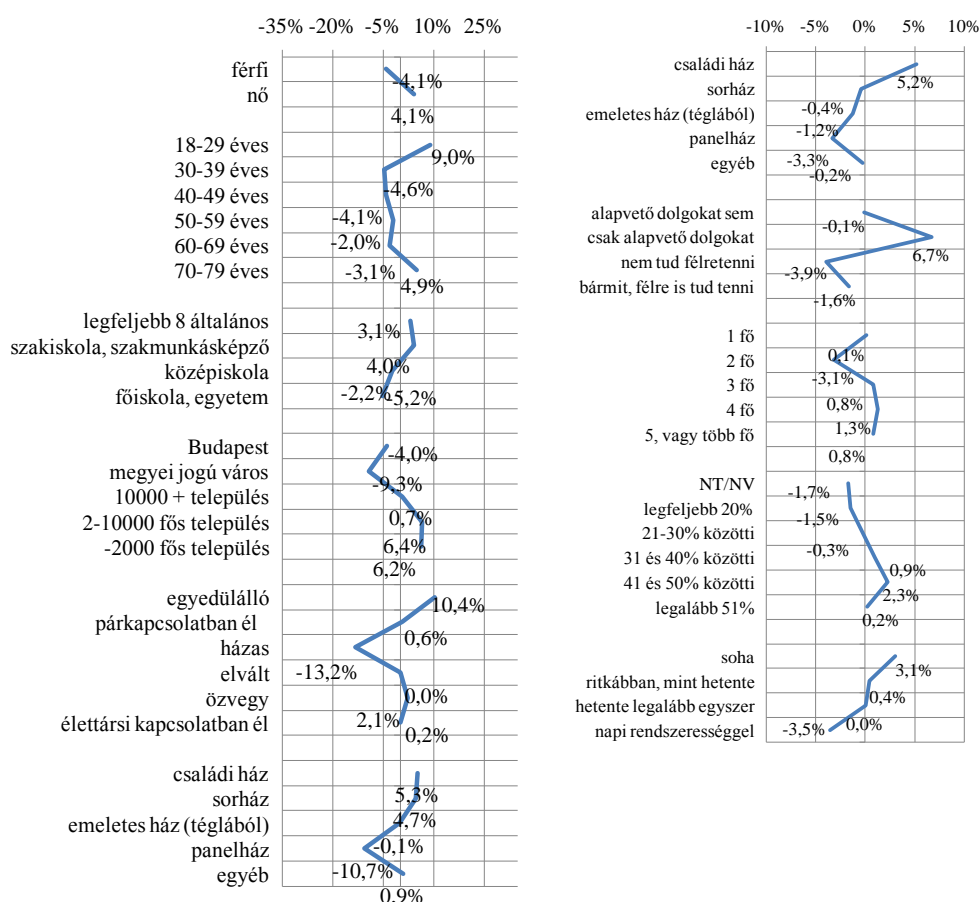 -35% -20% -5% 10% 25%
férfi
-4,1%
nő
4,1%
18-29 éves
9,0%
30-39 éves
-4,6%
40-49 éves
-4,1%
50-59 éves
-2,0%
60-69 éves
-3,1%
70-79 éves
4,9%
legfeljebb 8 általános
3,1%
szakiskola, szakmunkásképző
4,0%
középiskola
-2,2%
főiskola, egyetem
-5,2%
Budapest
-4,0%
megyei jogú város
-9,3%
10000 + település
0,7%
2-10000 fős település
6,4%
-2000 fős település
6,2%
egyedülálló
10,4%
párkapcsolatban él
0,6%
házas
-13,2%
elvált
0,0%
özvegy
2,1%
élettársi kapcsolatban él
0,2%
családi ház
5,3%
sorház
4,7%
emeletes ház (téglából)
-0,1%
panelház
-10,7%
egyéb
0,9%
-10% -5% 0% 5% 10%
családi ház
5,2%
sorház
-0,4%
emeletes ház (téglából)
-1,2%
panelház
-3,3%
egyéb
-0,2%
alapvető dolgokat sem
-0,1%
csak alapvető dolgokat
6,7%
nem tud félretenni
-3,9%
bármit, félre is tud tenni
-1,6%
1 fő
0,1%
2 fő
-3,1%
3 fő
0,8%
4 fő
1,3%
5, vagy több fő
0,8%
NT/NV
-1,7%
legfeljebb 20%
-1,5%
21-30% közötti
-0,3%
31 és 40% közötti
0,9%
41 és 50% közötti
2,3%
legalább 51%
0,2%
soha
3,1%
ritkábban, mint hetente
0,4%
hetente legalább egyszer
0,0%
napi rendszerességgel
-3,5%